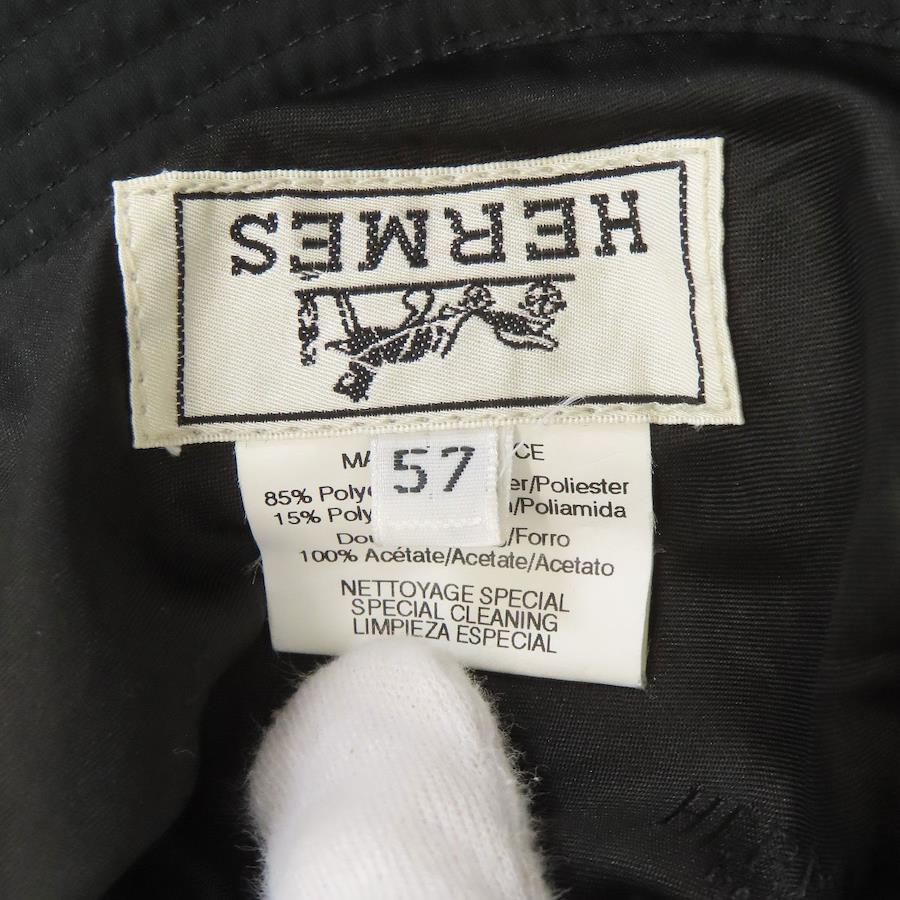 HERMES
57
MA CE
85% Poly er/Poliester
15% Poly /Poliamida
Dou /Forro
100% Acétate/Acetate/Acetato
NETTOYAGE SPECIAL
SPECIAL CLEANING
LIMPIEZA ESPECIAL